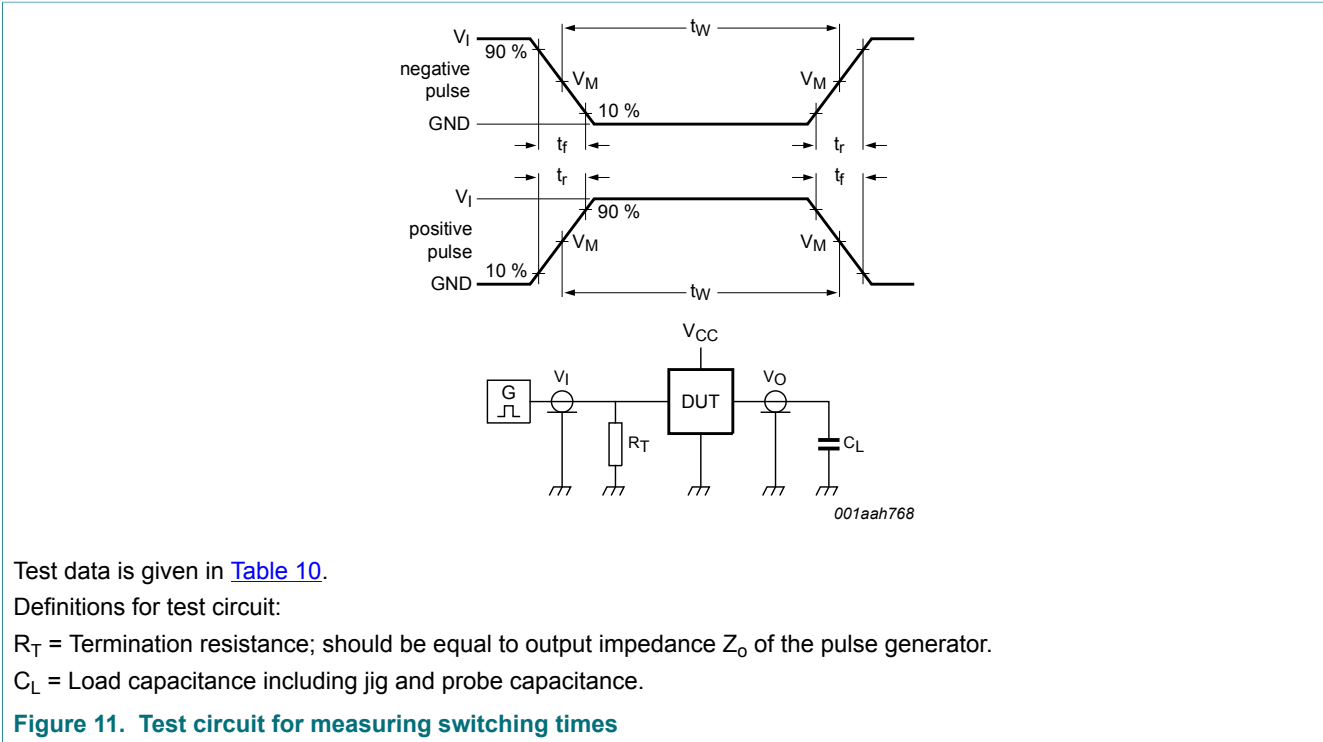 tW
VI
90 %
negative
pulse
VM
VM
10 %
GND
tf
tr
tr
tf
VI
90 %
positive
pulse
VM
VM
10 %
GND
tW
VCC
VI
VO
G
DUT
RT
CL
001aah768
Test data is given in Table 10.
Definitions for test circuit:
RT = Termination resistance; should be equal to output impedance Zo of the pulse generator.
CL = Load capacitance including jig and probe capacitance.
Figure 11. Test circuit for measuring switching times